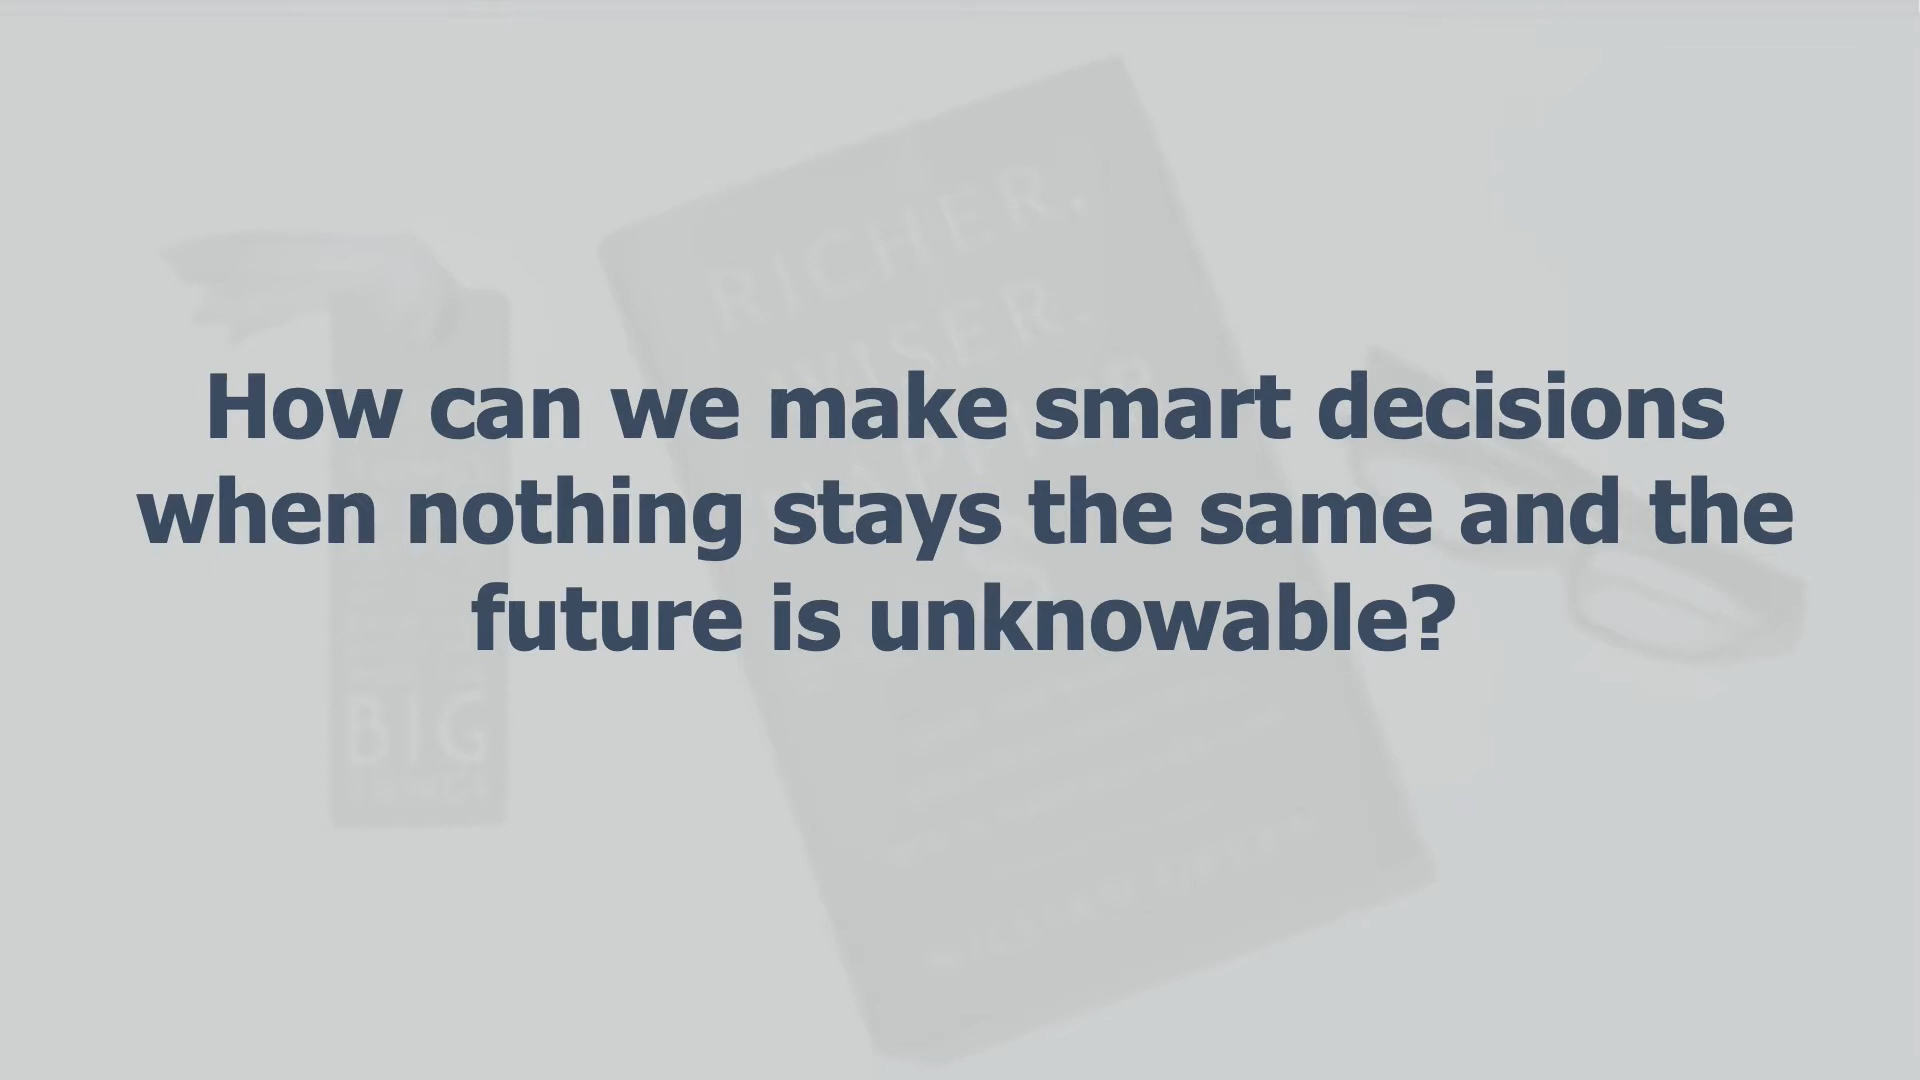 How can we make smart decisions
when nothing stays the same and the
future is unknowable?
RICHER.
WISER.
BIG
THINGS